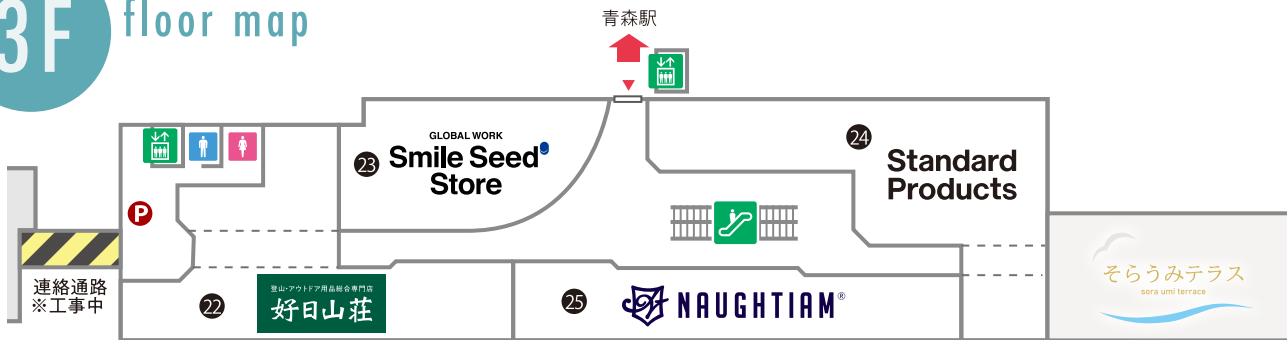 3F
floor map
青森駅
23
GLOBAL WORK
Smile Seed
Store
24
Standard
Products
P
連絡通路
※工事中
22
登山・アウトドア用品総合専門店
好日山荘
25
NAUGHTIAM®
そらうみテラス
sora umi terrace